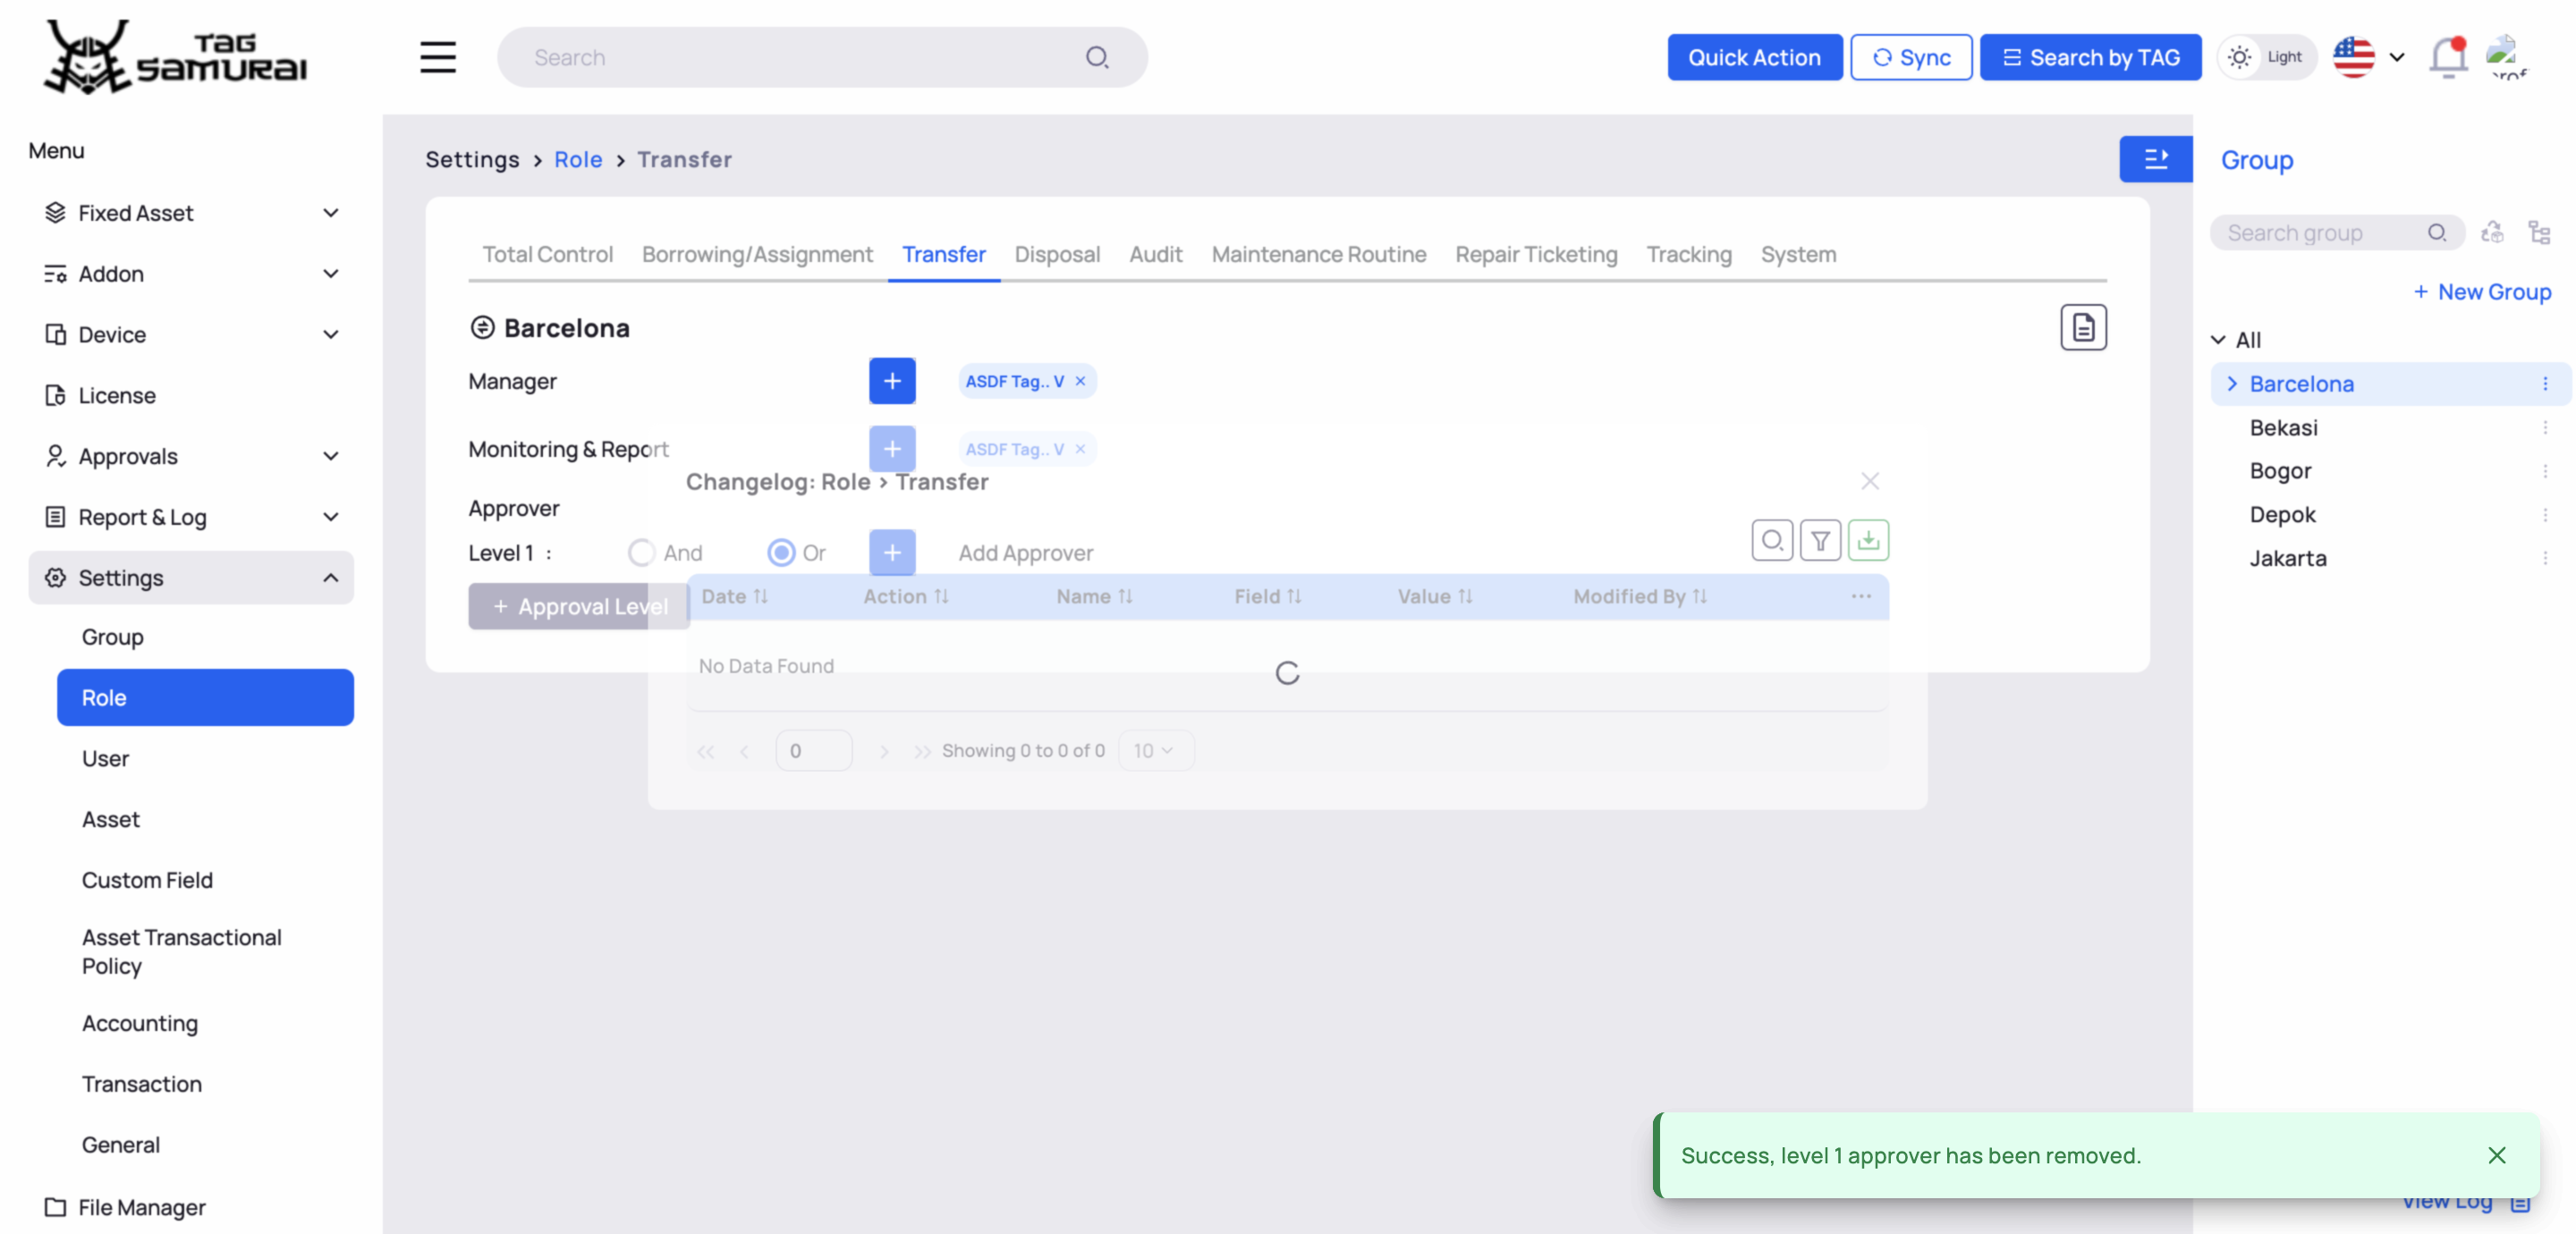 TAG SAMURAI
Search
Quick Action
Sync
Search by TAG
Light
Menu
Fixed Asset
Addon
Device
License
Approvals
Report & Log
Settings
Group
Role
User
Asset
Custom Field
Asset Transactional
Policy
Accounting
Transaction
General
File Manager
Settings > Role > Transfer
Total Control Borrowing/Assignment Transfer Disposal Audit Maintenance Routine Repair Ticketing Tracking System
Barcelona
Manager + ASDF Tag.. V ×
Monitoring & Report + ASDF Tag.. V ×
Approver
Level 1 : And Or + Add Approver
+ Approval Level
Changelog: Role > Transfer
Date Action Name Field Value Modified By ...
No Data Found
0 Showing 0 to 0 of 0 10
Group
Search group
+ New Group
All
Barcelona
Bekasi
Bogor
Depok
Jakarta
Success, level 1 approver has been removed.
View Log